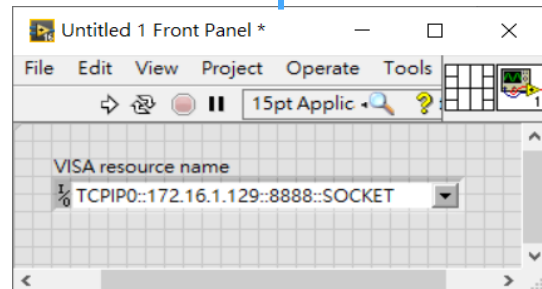 Untitled 1 Front Panel *
File Edit View Project Operate Tools
15pt Applic
1
VISA resource name
TCPIP0::172.16.1.129::8888::SOCKET